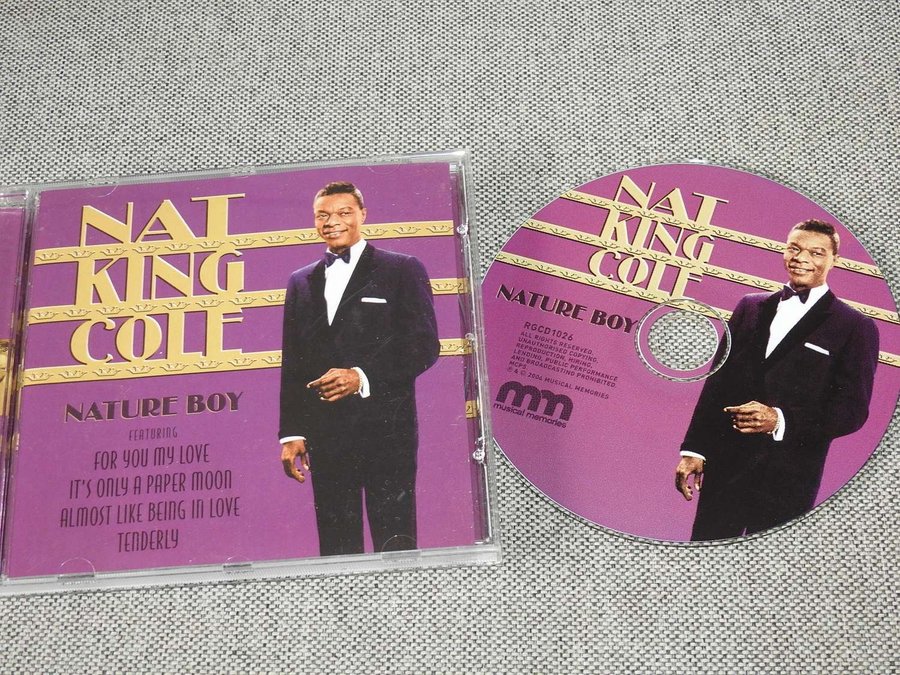 NAT
KING
COLE
NATURE BOY
FEATURING
FOR YOU MY LOVE
IT'S ONLY A PAPER MOON
ALMOST LIKE BEING IN LOVE
TENDERLY
NAT
KING
COLE
NATURE BOY
RGCD1026
ALL RIGHTS RESERVED.
UNAUTHORISED COPYING,
REPRODUCTION, HIRING,
LENDING, PUBLIC PERFORMANCE
AND BROADCASTING PROHIBITED.
MCPS
℗ & © 2004 MUSICAL MEMORIES
mm
musical memories